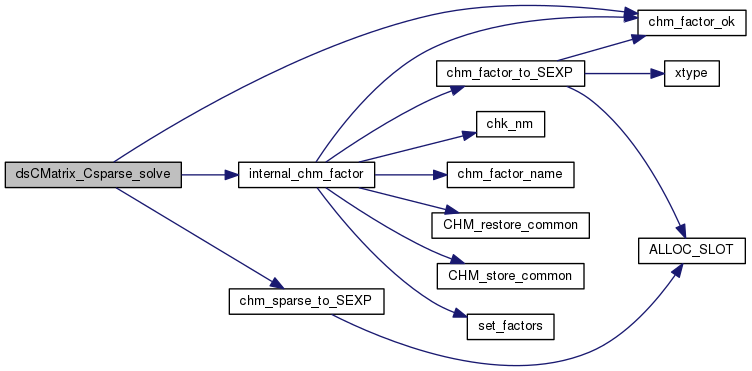 chm_factor_ok
chm_factor_to_SEXP
xtype
chk_nm
dsCMatrix_Csparse_solve
internal_chm_factor
chm_factor_name
CHM_restore_common
ALLOC_SLOT
CHM_store_common
chm_sparse_to_SEXP
set_factors